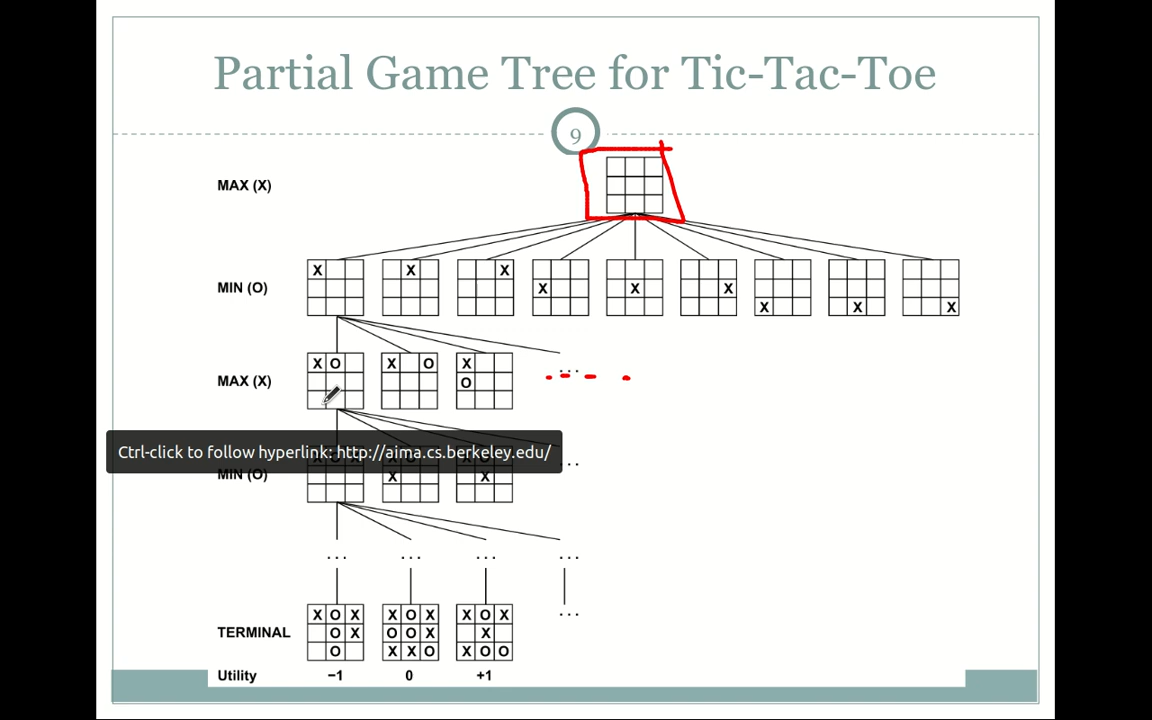 Partial Game Tree for Tic-Tac-Toe
9
MAX (X)
MIN (O)
X X X X X X X X X
MAX (X)
X O X O X
O
...
Ctrl-click to follow hyperlink: http://aima.cs.berkeley.edu/
MIN (O)
X X
...
... ... ... ...
TERMINAL
X O X X O X X O X
O X O O X X
O X X O X O O
...
Utility −1 0 +1